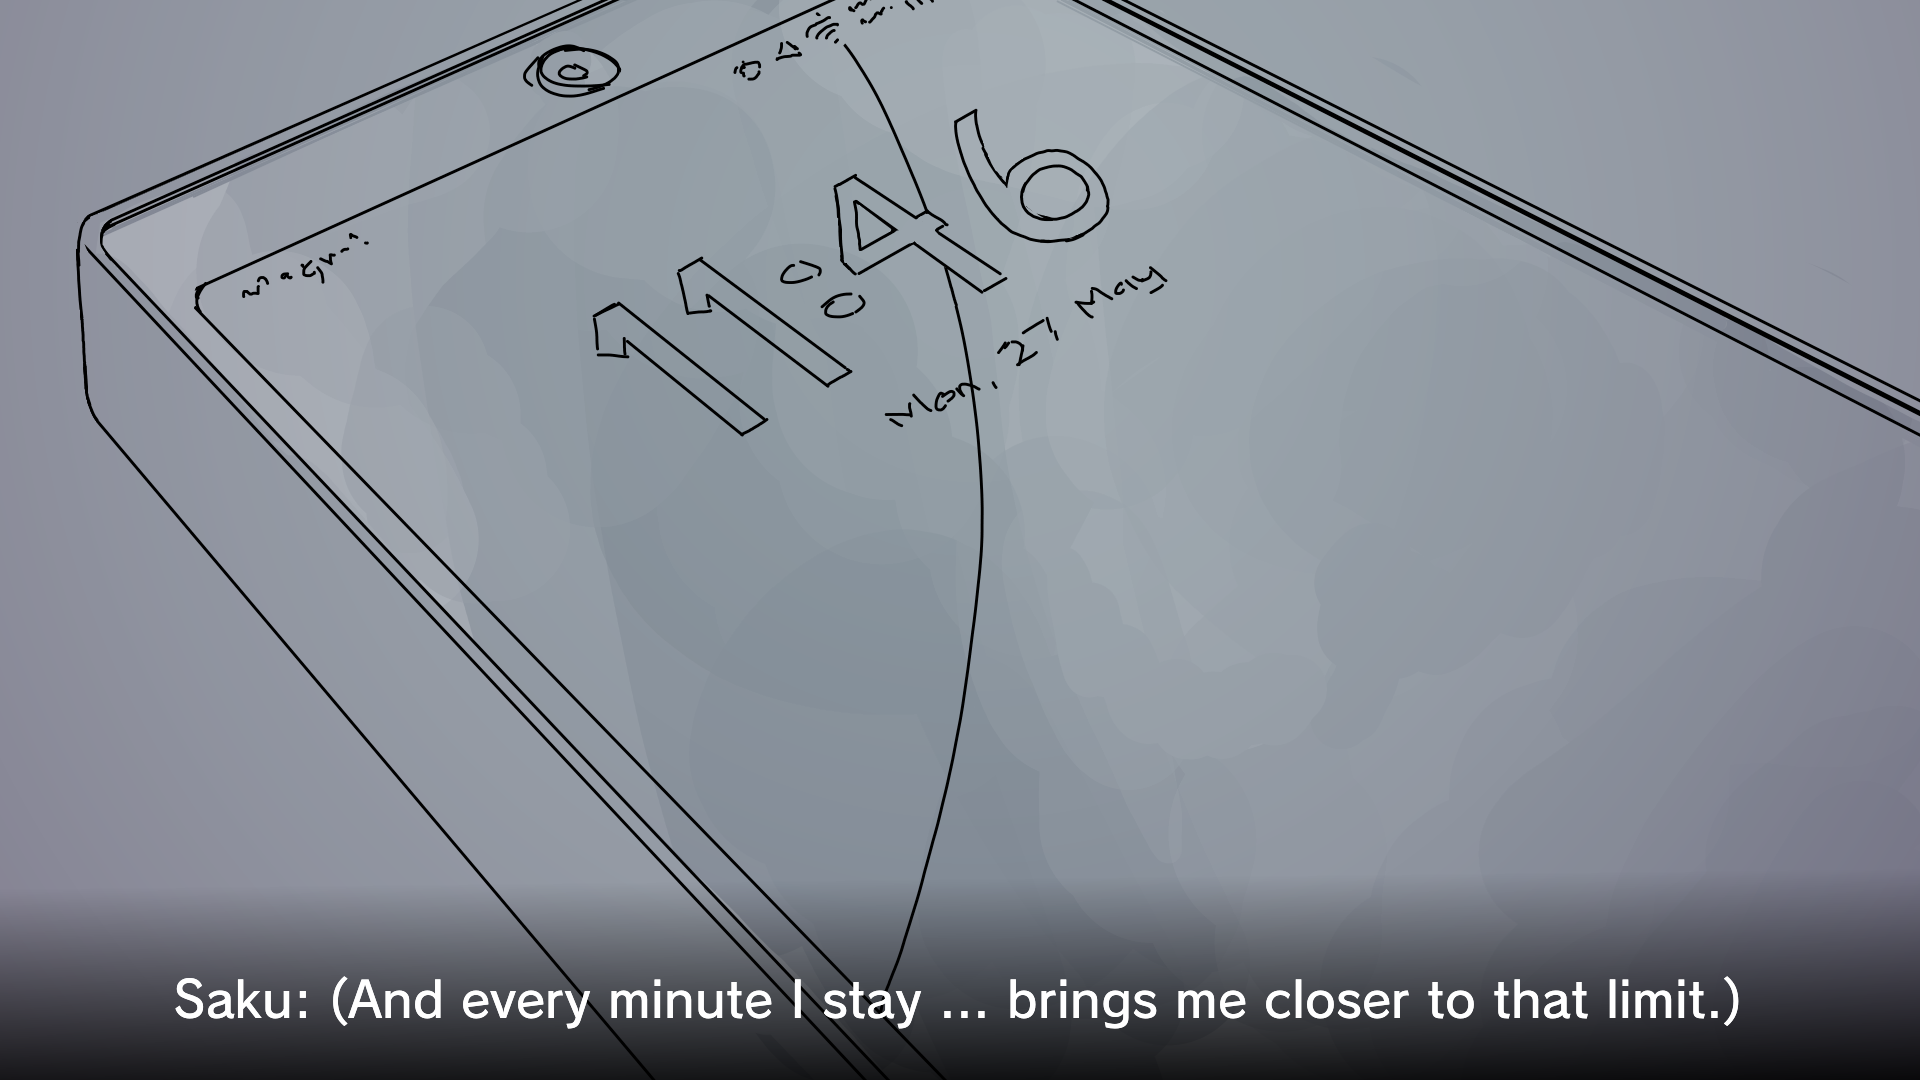 11:46
Mon, 27, May
Saku: (And every minute I stay ... brings me closer to that limit.)